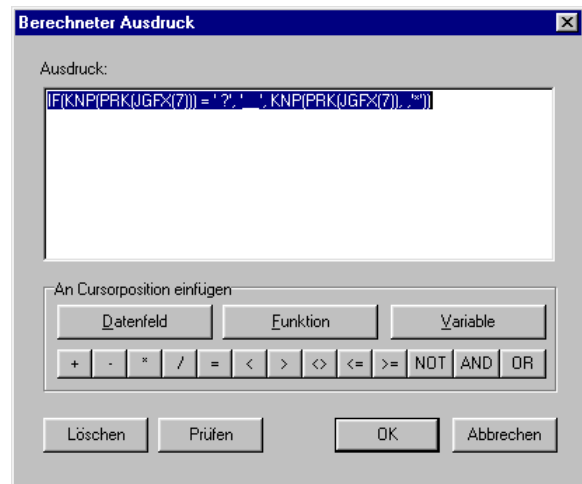 Berechneter Ausdruck
Ausdruck:
IF(KNP(PRK(JGFX(7))) = ' ?', '__', KNP(PRK(JGFX(7)), ,'*'))
An Cursorposition einfügen
Datenfeld Funktion Variable
+ - * / = < > <> <= >= NOT AND OR
Löschen Prüfen OK Abbrechen